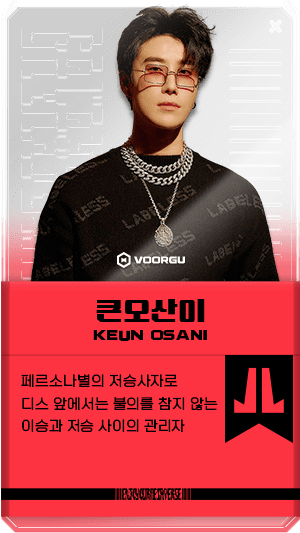 LABELESS
VOORGU
큰오산이
KEUN OSANI
페르소나별의 저승사자로
디스 앞에서는 불의를 참지 않는
이승과 저승 사이의 관리자